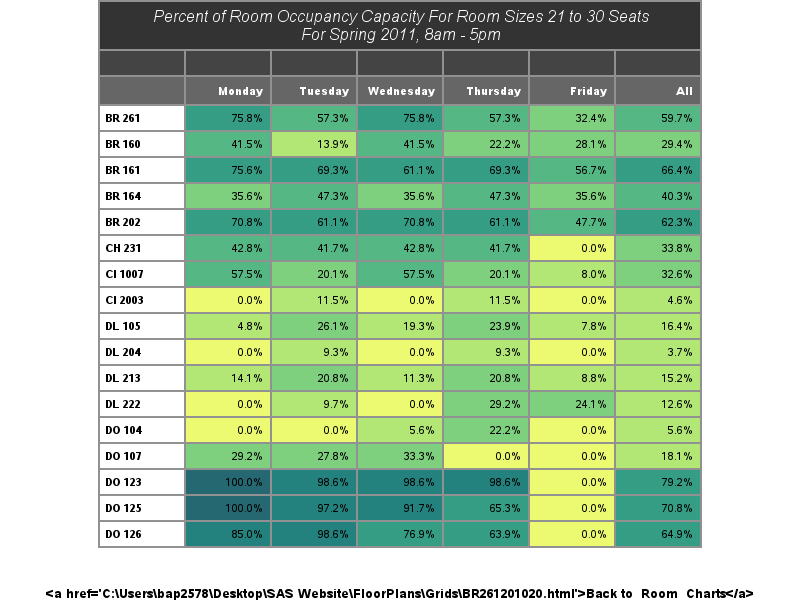 Percent of Room Occupancy Capacity For Room Sizes 21 to 30 Seats
For Spring 2011, 8am - 5pm
Monday Tuesday Wednesday Thursday Friday All
BR 261 75.8% 57.3% 75.8% 57.3% 32.4% 59.7%
BR 160 41.5% 13.9% 41.5% 22.2% 28.1% 29.4%
BR 161 75.6% 69.3% 61.1% 69.3% 56.7% 66.4%
BR 164 35.6% 47.3% 35.6% 47.3% 35.6% 40.3%
BR 202 70.8% 61.1% 70.8% 61.1% 47.7% 62.3%
CH 231 42.8% 41.7% 42.8% 41.7% 0.0% 33.8%
CI 1007 57.5% 20.1% 57.5% 20.1% 8.0% 32.6%
CI 2003 0.0% 11.5% 0.0% 11.5% 0.0% 4.6%
DL 105 4.8% 26.1% 19.3% 23.9% 7.8% 16.4%
DL 204 0.0% 9.3% 0.0% 9.3% 0.0% 3.7%
DL 213 14.1% 20.8% 11.3% 20.8% 8.8% 15.2%
DL 222 0.0% 9.7% 0.0% 29.2% 24.1% 12.6%
DO 104 0.0% 0.0% 5.6% 22.2% 0.0% 5.6%
DO 107 29.2% 27.8% 33.3% 0.0% 0.0% 18.1%
DO 123 100.0% 98.6% 98.6% 98.6% 0.0% 79.2%
DO 125 100.0% 97.2% 91.7% 65.3% 0.0% 70.8%
DO 126 85.0% 98.6% 76.9% 63.9% 0.0% 64.9%
<a href='C:\Users\bap2578\Desktop\SAS Website\FloorPlans\Grids\BR261201020.html'>Back to Room Charts</a>